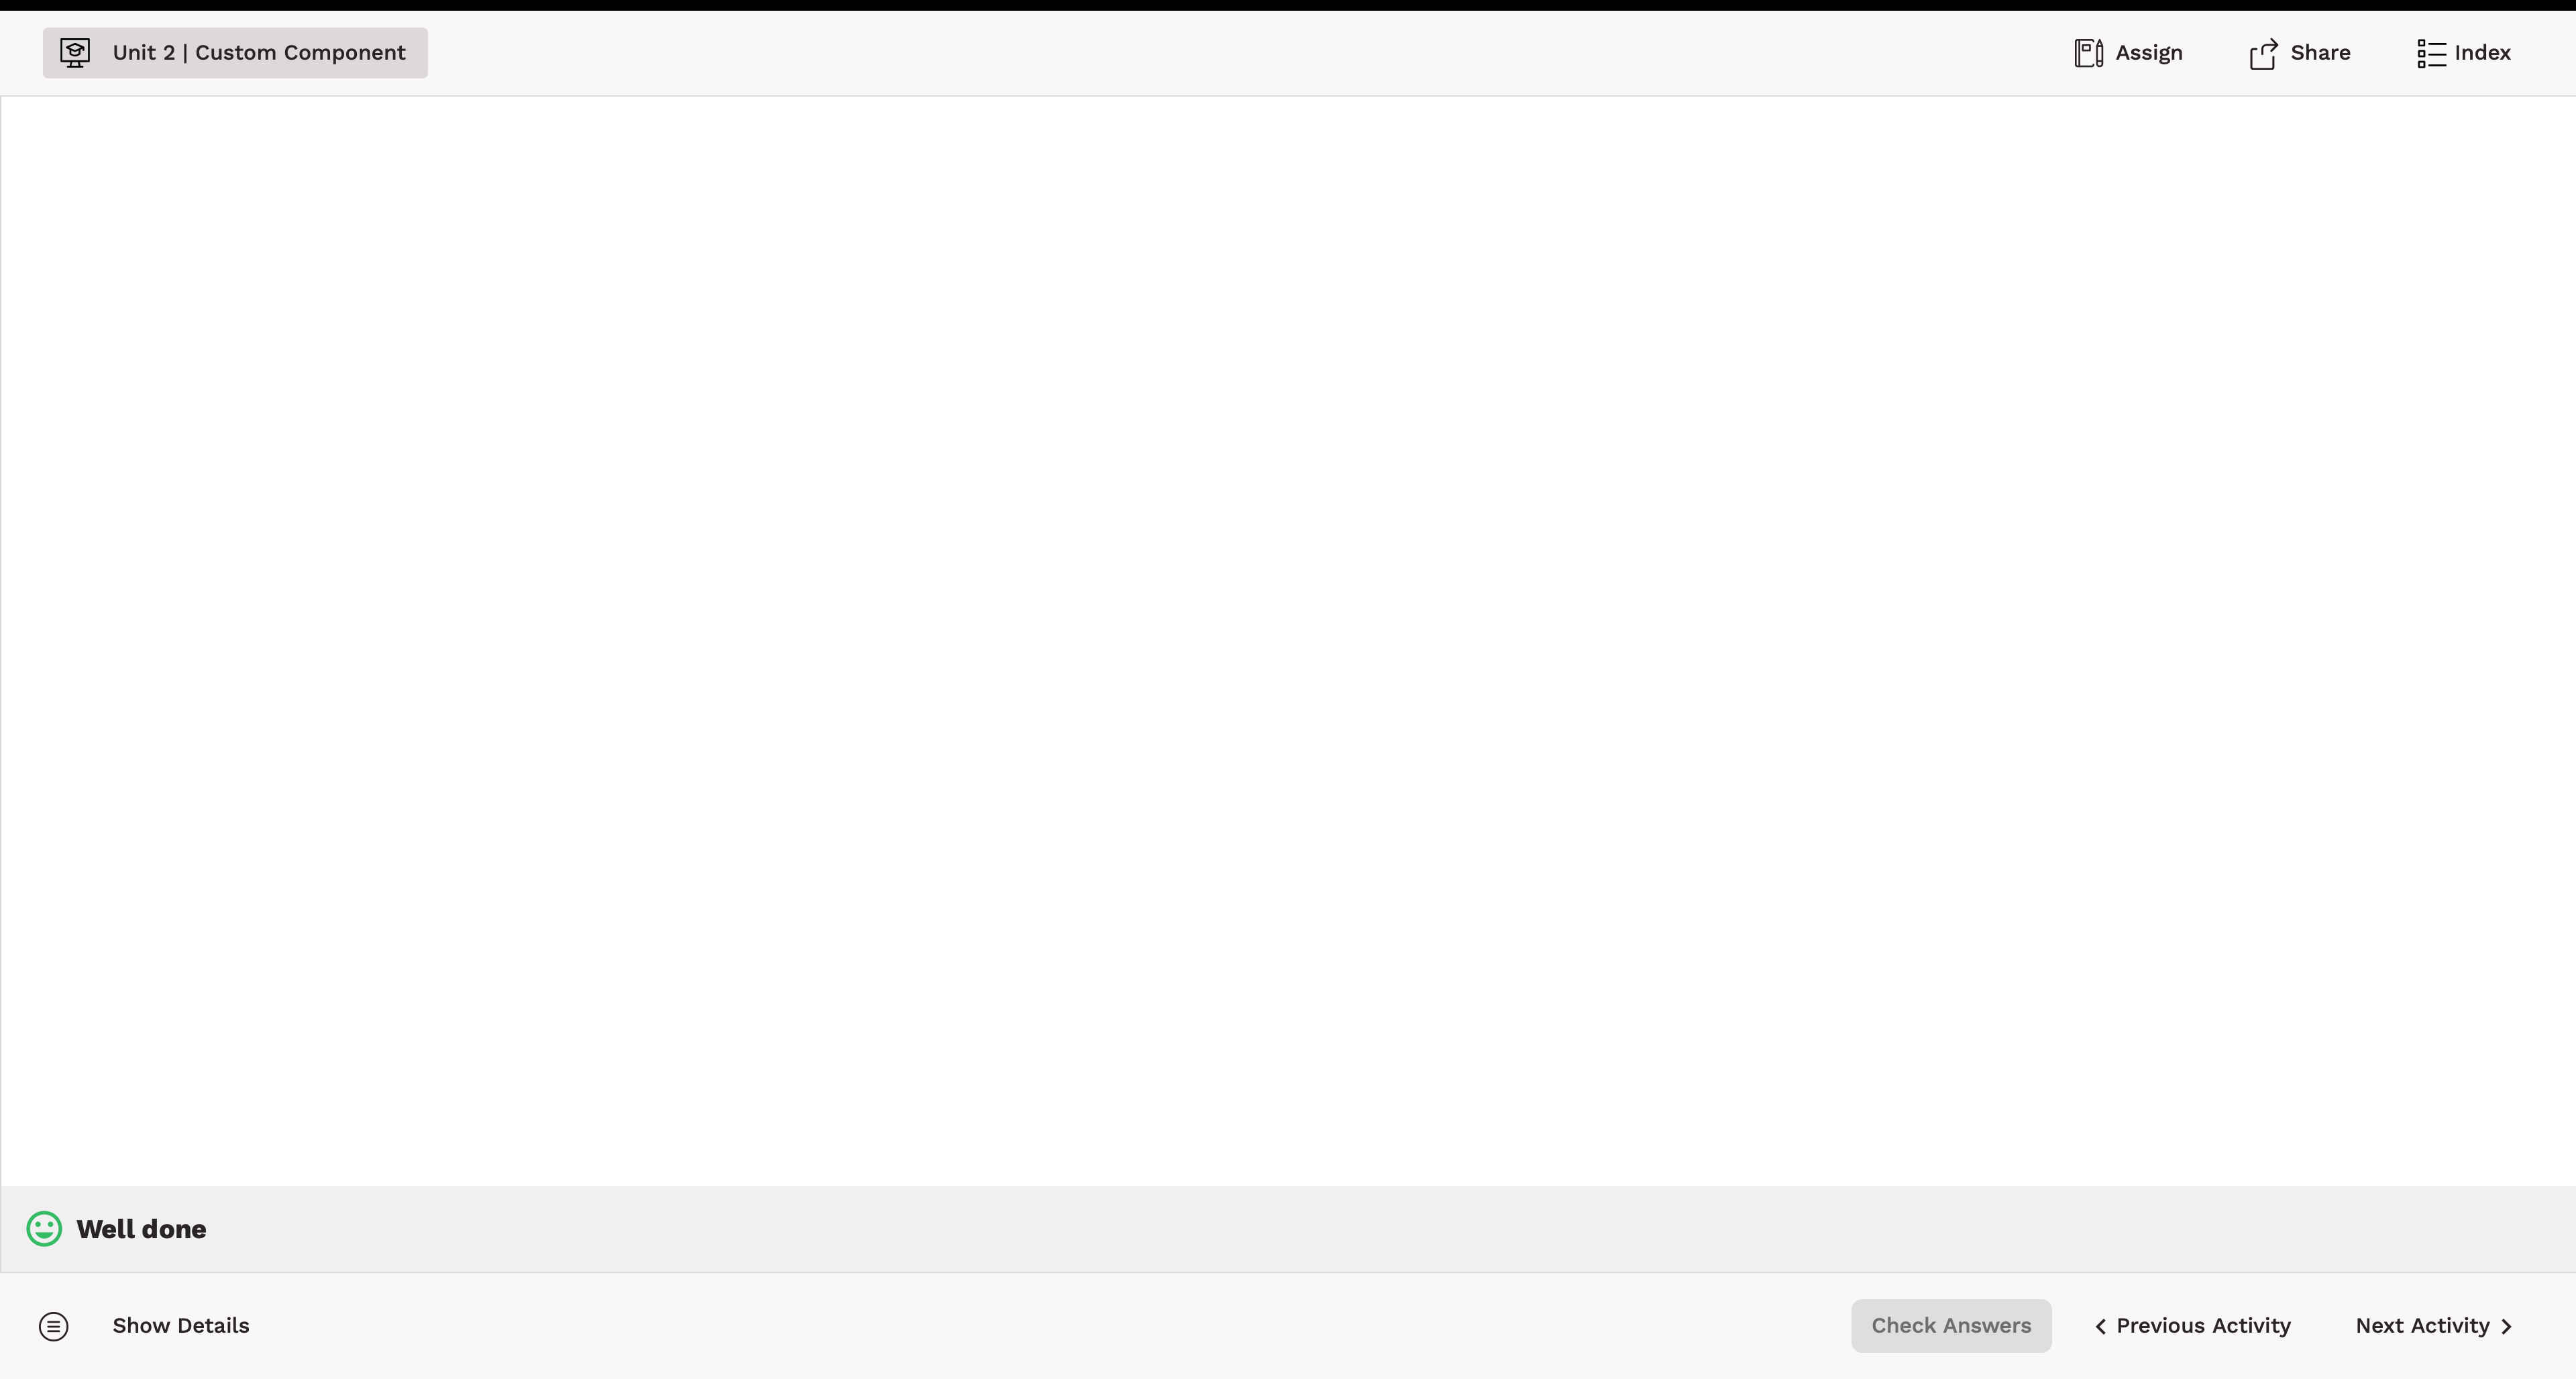 Unit 2 | Custom Component
Assign
Share
Index
Well done
Show Details
Check Answers
Previous Activity
Next Activity